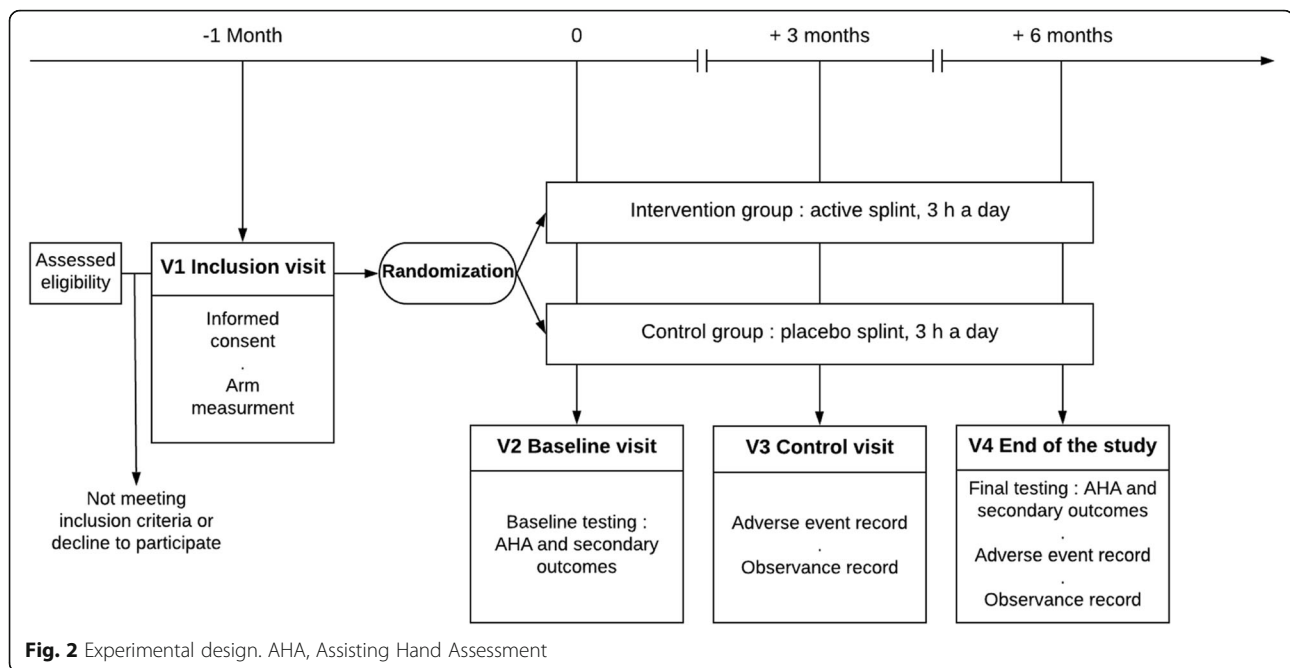 -1 Month
0
+ 3 months
+ 6 months
Intervention group : active splint, 3 h a day
Assessed
eligibility
V1 Inclusion visit
Informed
consent
.
Arm
measurment
Randomization
Control group : placebo splint, 3 h a day
Not meeting
inclusion criteria or
decline to participate
V2 Baseline visit
Baseline testing :
AHA and secondary
outcomes
V3 Control visit
Adverse event record
.
Observance record
V4 End of the study
Final testing : AHA and
secondary outcomes
.
Adverse event record
.
Observance record
Fig. 2 Experimental design. AHA, Assisting Hand Assessment